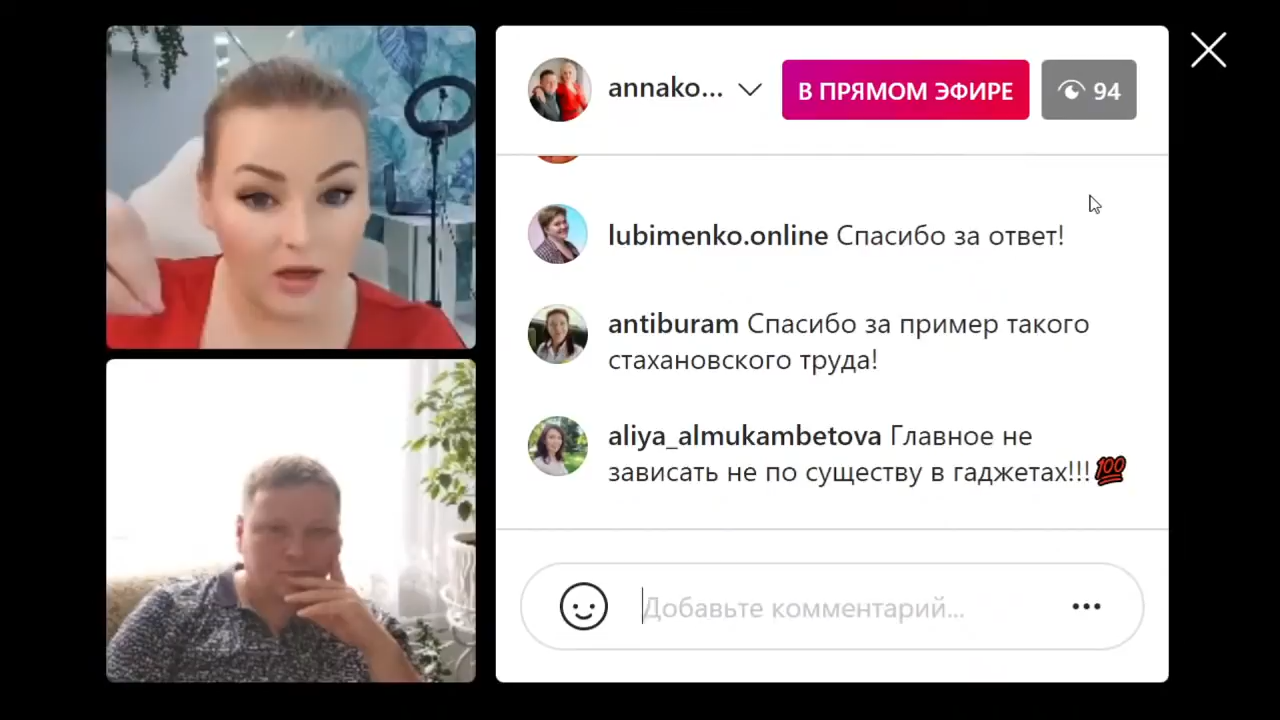 annako...
В ПРЯМОМ ЭФИРЕ
94
lubimenko.online Спасибо за ответ!
antiburam Спасибо за пример такого
стахановского труда!
aliya_almukambetova Главное не
зависать не по существу в гаджетах!!!💯
Добавьте комментарий...